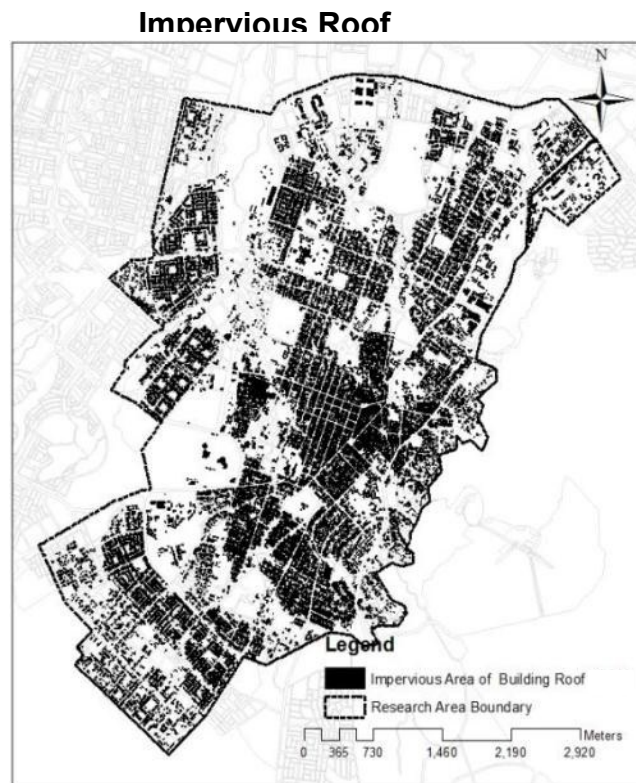 Impervious Roof
N
Legend
Impervious Area of Building Roof
Research Area Boundary
Meters
0 365 730 1,460 2,190 2,920